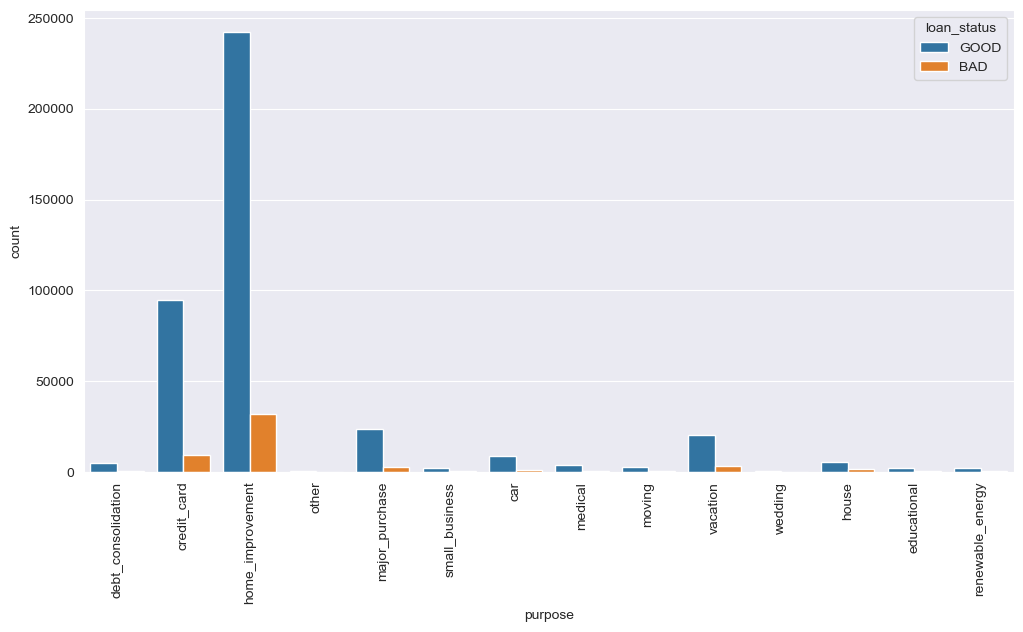 250000
200000
150000
100000
50000
0
count
loan_status
GOOD
BAD
debt_consolidation
credit_card
home_improvement
other
major_purchase
small_business
car
medical
moving
vacation
wedding
house
educational
renewable_energy
purpose